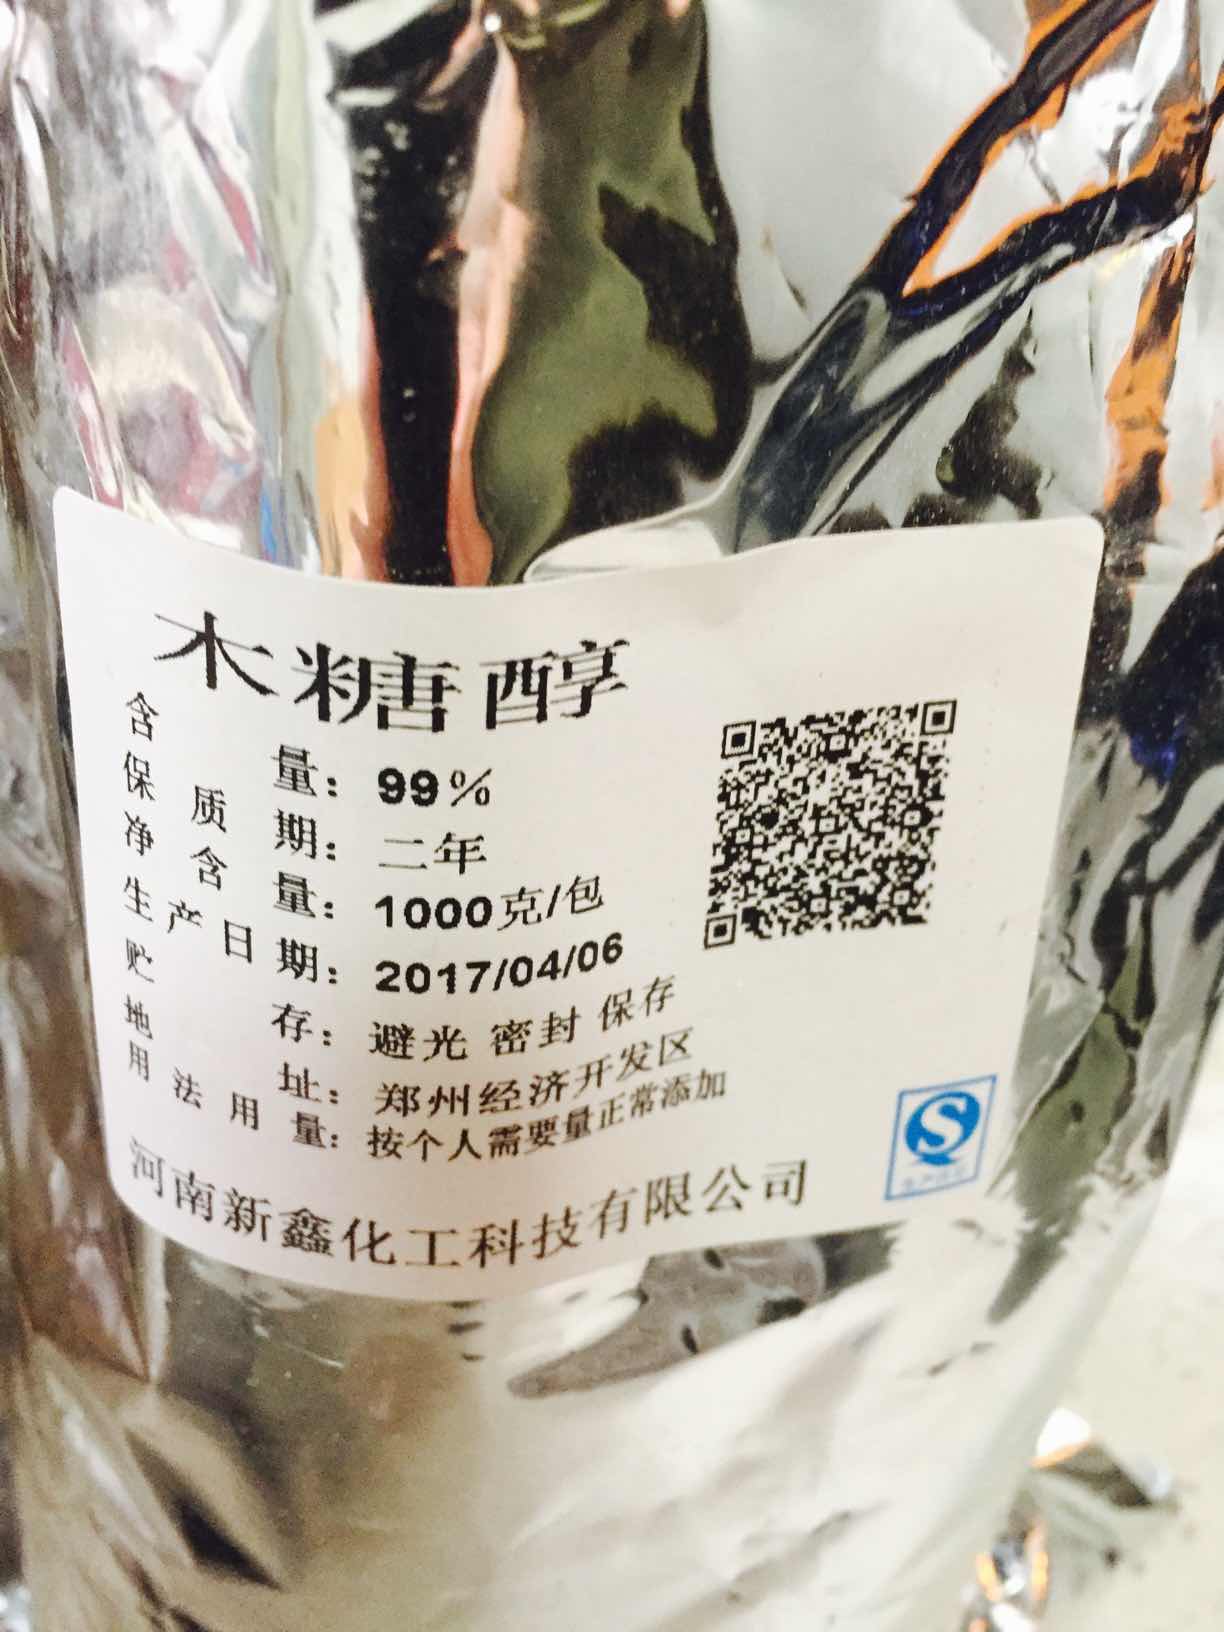 木糖醇
含量：99%
保质期：二年
净含量：1000克/包
生产日期：2017/04/06
贮存：避光 密封 保存
地址：郑州经济开发区
用法用量：按个人需要量正常添加
河南新鑫化工科技有限公司